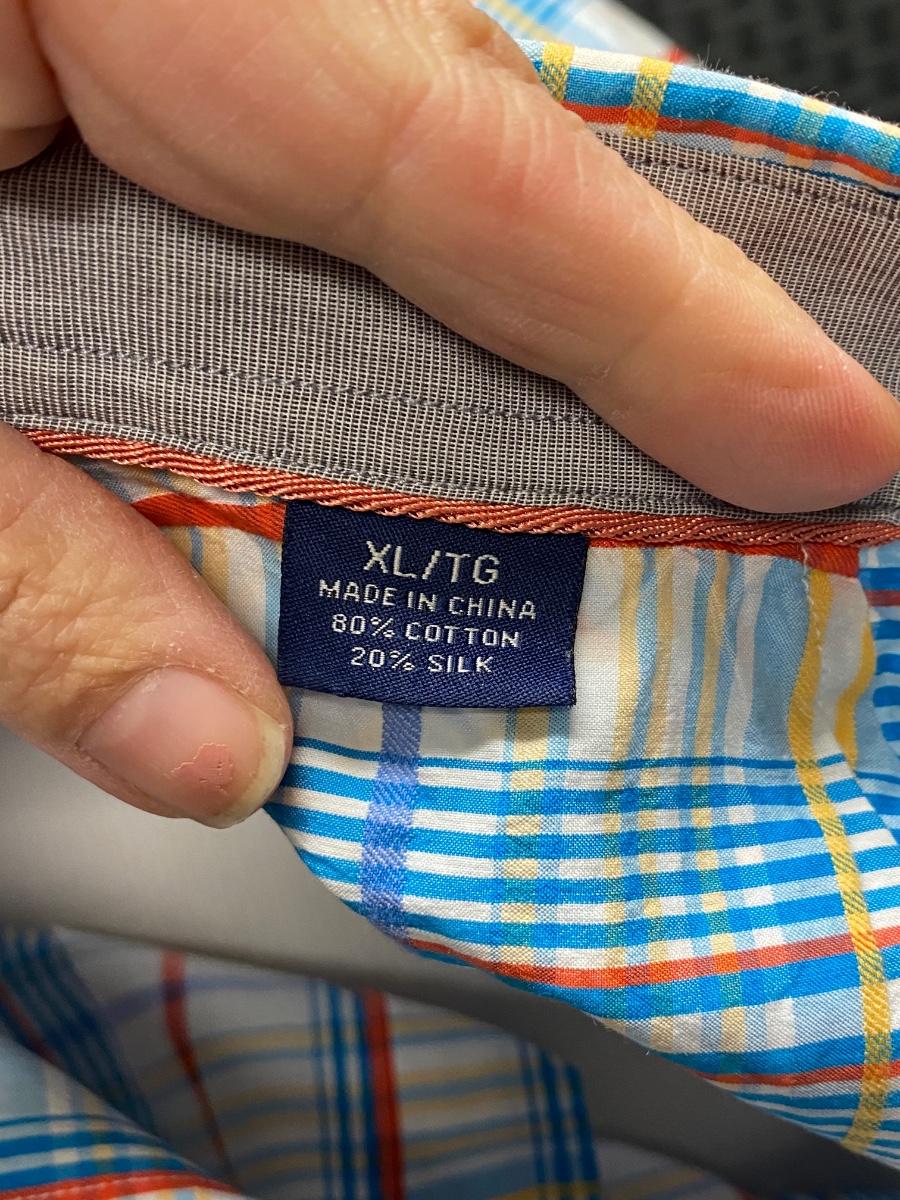 XL/TG
MADE IN CHINA
80% COTTON
20% SILK